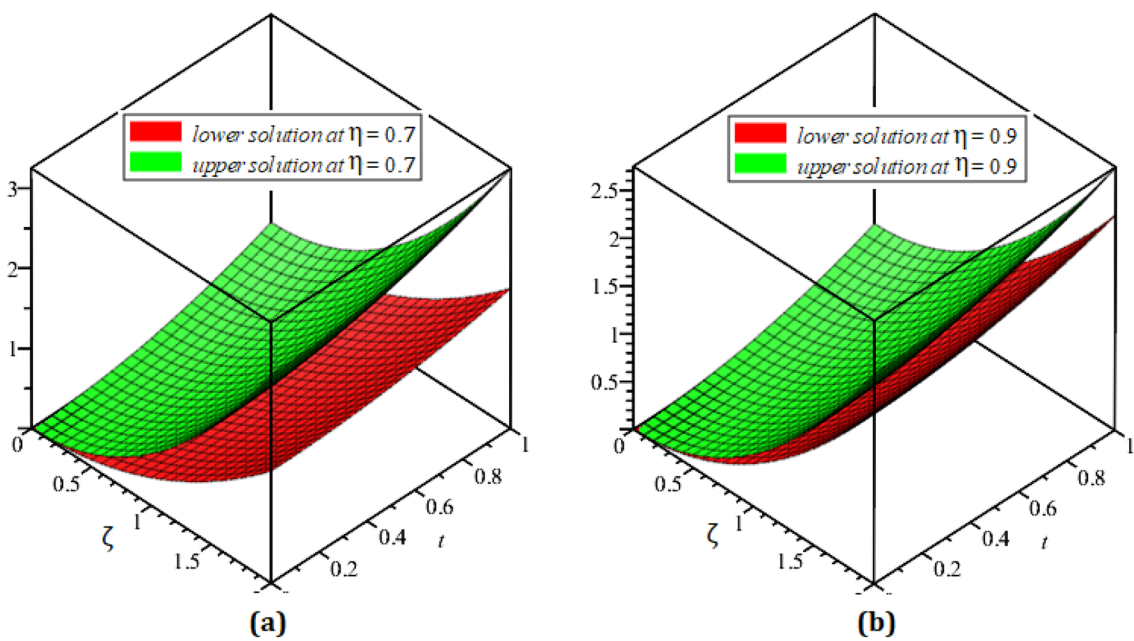 lower solution at η = 0.7
upper solution at η = 0.7
3
2
1
0
0.5
1
1.5
ζ
0.2
0.4
0.6
0.8
1
t
(a)
lower solution at η = 0.9
upper solution at η = 0.9
2.5
2
1.5
1
0.5
0
0.5
1
1.5
ζ
0.2
0.4
0.6
0.8
1
t
(b)